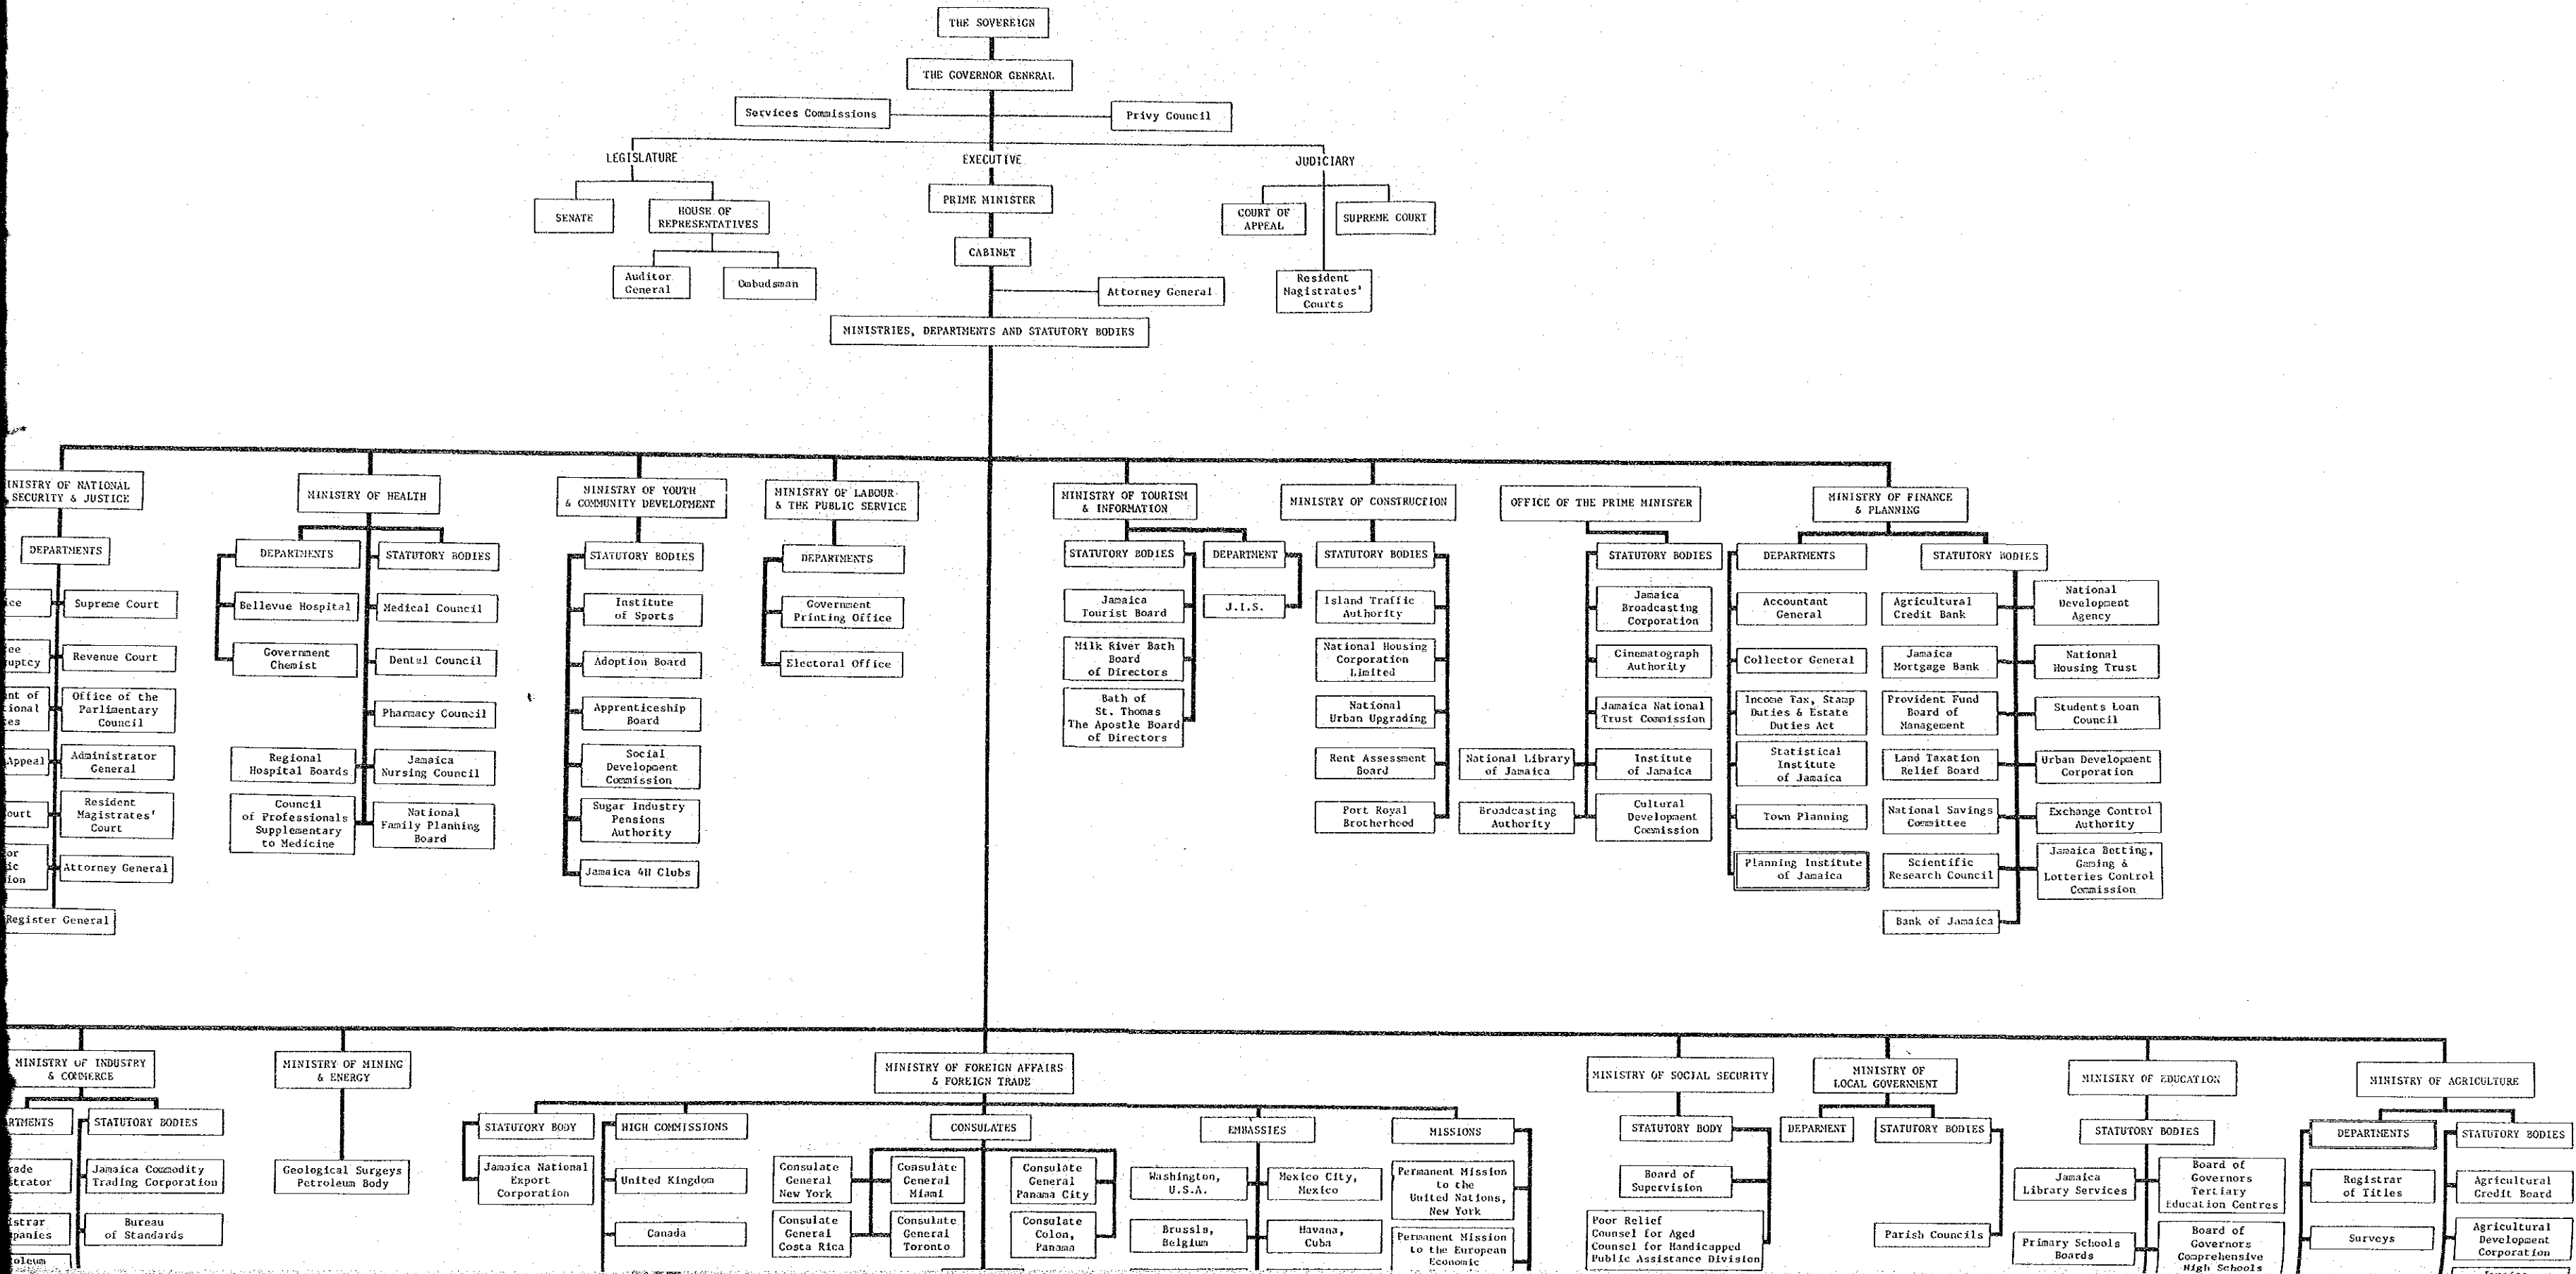 THE SOVEREIGN
THE GOVERNOR GENERAL
Services Commissions
Privy Council
LEGISLATURE
EXECUTIVE
JUDICIARY
SENATE
HOUSE OF
REPRESENTATIVES
PRIME MINISTER
COURT OF
APPEAL
SUPREME COURT
CABINET
Auditor
General
Ombudsman
Attorney General
Resident
Magistrates'
Courts
MINISTRIES, DEPARTMENTS AND STATUTORY BODIES
INISTRY OF NATIONAL
SECURITY & JUSTICE
DEPARTMENTS
ice
Supreme Court
ee
uptcy
Revenue Court
nt of
ional
es
Office of the
Parlimentary
Council
Appeal
Administrator
General
ourt
Resident
Magistrates'
Court
or
ic
ion
Attorney General
Register General
MINISTRY OF HEALTH
DEPARTMENTS
Bellevue Hospital
Government
Chemist
STATUTORY BODIES
Medical Council
Dental Council
Pharmacy Council
Regional
Hospital Boards
Jamaica
Nursing Council
Council
of Professionals
Supplementary
to Medicine
National
Family Planning
Board
MINISTRY OF YOUTH
& COMMUNITY DEVELOPMENT
STATUTORY BODIES
Institute
of Sports
Adoption Board
Apprenticeship
Board
Social
Development
Commission
Sugar Industry
Pensions
Authority
Jamaica 4H Clubs
MINISTRY OF LABOUR
& THE PUBLIC SERVICE
DEPARTMENTS
Government
Printing Office
Electoral Office
MINISTRY OF TOURISM
& INFORMATION
STATUTORY BODIES
Jamaica
Tourist Board
Milk River Bath
Board
of Directors
Bath of
St. Thomas
The Apostle Board
of Directors
DEPARTMENT
J.I.S.
MINISTRY OF CONSTRUCTION
STATUTORY BODIES
Island Traffic
Authority
National Housing
Corporation
Limited
National
Urban Upgrading
Rent Assessment
Board
Port Royal
Brotherhood
OFFICE OF THE PRIME MINISTER
STATUTORY BODIES
Jamaica
Broadcasting
Corporation
Cinematograph
Authority
Jamaica National
Trust Commission
National Library
of Jamaica
Institute
of Jamaica
Broadcasting
Authority
Cultural
Development
Commission
MINISTRY OF FINANCE
& PLANNING
DEPARTMENTS
Accountant
General
Collector General
Income Tax, Stamp
Duties & Estate
Duties Act
Statistical
Institute
of Jamaica
Town Planning
Planning Institute
of Jamaica
STATUTORY BODIES
Agricultural
Credit Bank
National
Development
Agency
Jamaica
Mortgage Bank
National
Housing Trust
Provident Fund
Board of
Management
Students Loan
Council
Land Taxation
Relief Board
Urban Development
Corporation
National Savings
Committee
Exchange Control
Authority
Scientific
Research Council
Jamaica Betting,
Gaming &
Lotteries Control
Commission
Bank of Jamaica
MINISTRY OF INDUSTRY
& COMMERCE
RTMENTS
rade
strator
istrar
panies
oleum
STATUTORY BODIES
Jamaica Commodity
Trading Corporation
Bureau
of Standards
MINISTRY OF MINING
& ENERGY
Geological Surgeys
Petroleum Body
MINISTRY OF FOREIGN AFFAIRS
& FOREIGN TRADE
STATUTORY BODY
Jamaica National
Export
Corporation
HIGH COMMISSIONS
United Kingdom
Canada
CONSULATES
Consulate
General
New York
Consulate
General
Miami
Consulate
General
Panama City
Consulate
General
Costa Rica
Consulate
General
Toronto
Consulate
Colon,
Panama
EMBASSIES
Washington,
U.S.A.
Mexico City,
Mexico
Brussls,
Belgium
Havana,
Cuba
MISSIONS
Permanent Mission
to the
United Nations,
New York
Permanent Mission
to the European
Economic
MINISTRY OF SOCIAL SECURITY
STATUTORY BODY
Board of
Supervision
Poor Relief
Counsel for Aged
Counsel for Handicapped
Public Assistance Division
MINISTRY OF
LOCAL GOVERNMENT
DEPARMENT
STATUTORY BODIES
Parish Councils
MINISTRY OF EDUCATION
STATUTORY BODIES
Jamaica
Library Services
Board of
Governors
Tertiary
Education Centres
Primary Schools
Boards
Board of
Governors
Comprehensive
High Schools
MINISTRY OF AGRICULTURE
DEPARTMENTS
Registrar
of Titles
Surveys
STATUTORY BODIES
Agricultural
Credit Board
Agricultural
Development
Corporation